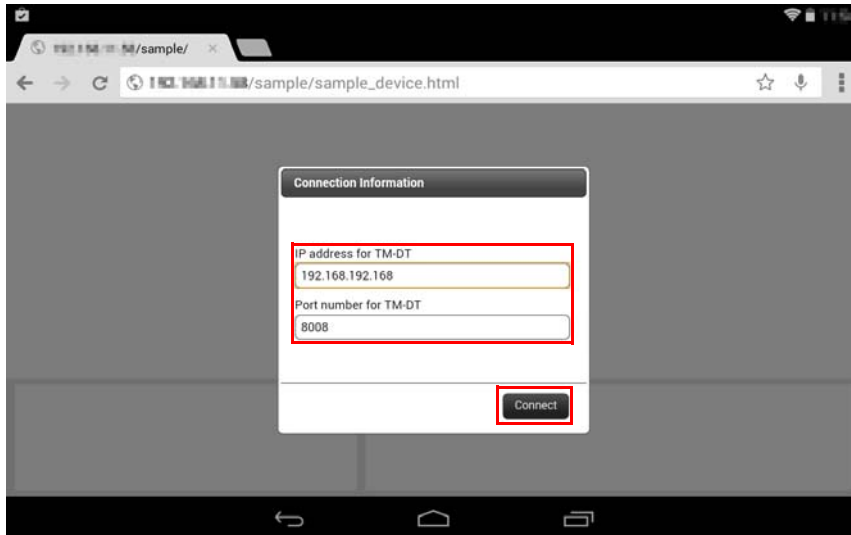 /sample/
/sample/sample_device.html
Connection Information
IP address for TM-DT
192.168.192.168
Port number for TM-DT
8008
Connect